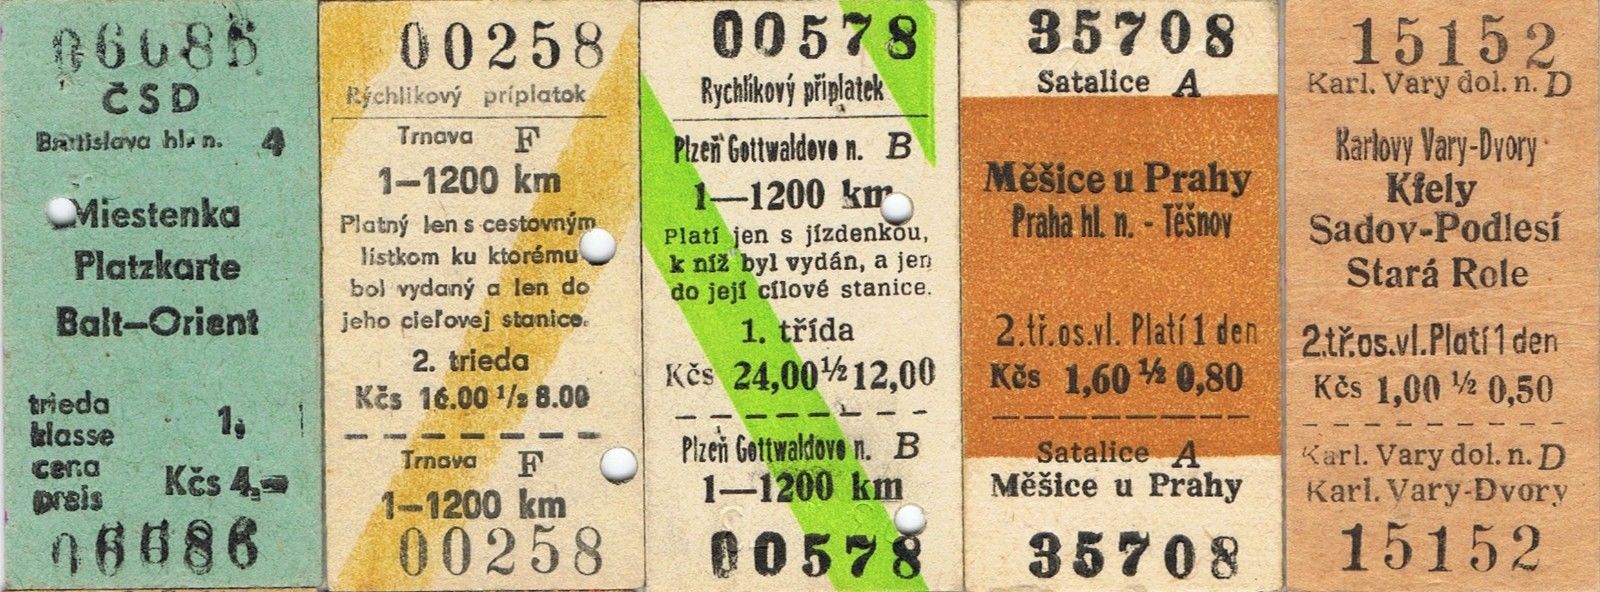 06086
ČSD
Bratislava hl. n. 4
Miestenka
Platzkarte
Balt—Orient
trieda
klasse 1.
cena
preis Kčs 4,-
06086
00258
Rýchlikový príplatok
Trnava F
1—1200 km
Platný len s cestovným
lístkom ku ktorému
bol vydaný a len do
jeho cieľovej stanice.
2. trieda
Kčs 16.00 ½ 8.00
Trnava F
1—1200 km
00258
00578
Rychlíkový příplatek
Plzeň Gottwaldovo n. B
1—1200 km
Platí jen s jízdenkou,
k níž byl vydán, a jen
do její cílové stanice.
1. třída
Kčs 24,00 ½ 12,00
Plzeň Gottwaldovo n. B
1—1200 km
00578
35708
Satalice A
Měšice u Prahy
Praha hl. n. - Těšnov
2.tř.os.vl. Platí 1 den
Kčs 1,60 ½ 0,80
Satalice A
Měšice u Prahy
35708
15152
Karl. Vary dol. n. D
Karlovy Vary-Dvory
Kfely
Sadov-Podlesí
Stará Role
2.tř.os.vl. Platí 1 den
Kčs 1,00 ½ 0,50
Karl. Vary dol. n. D
Karl. Vary-Dvory
15152